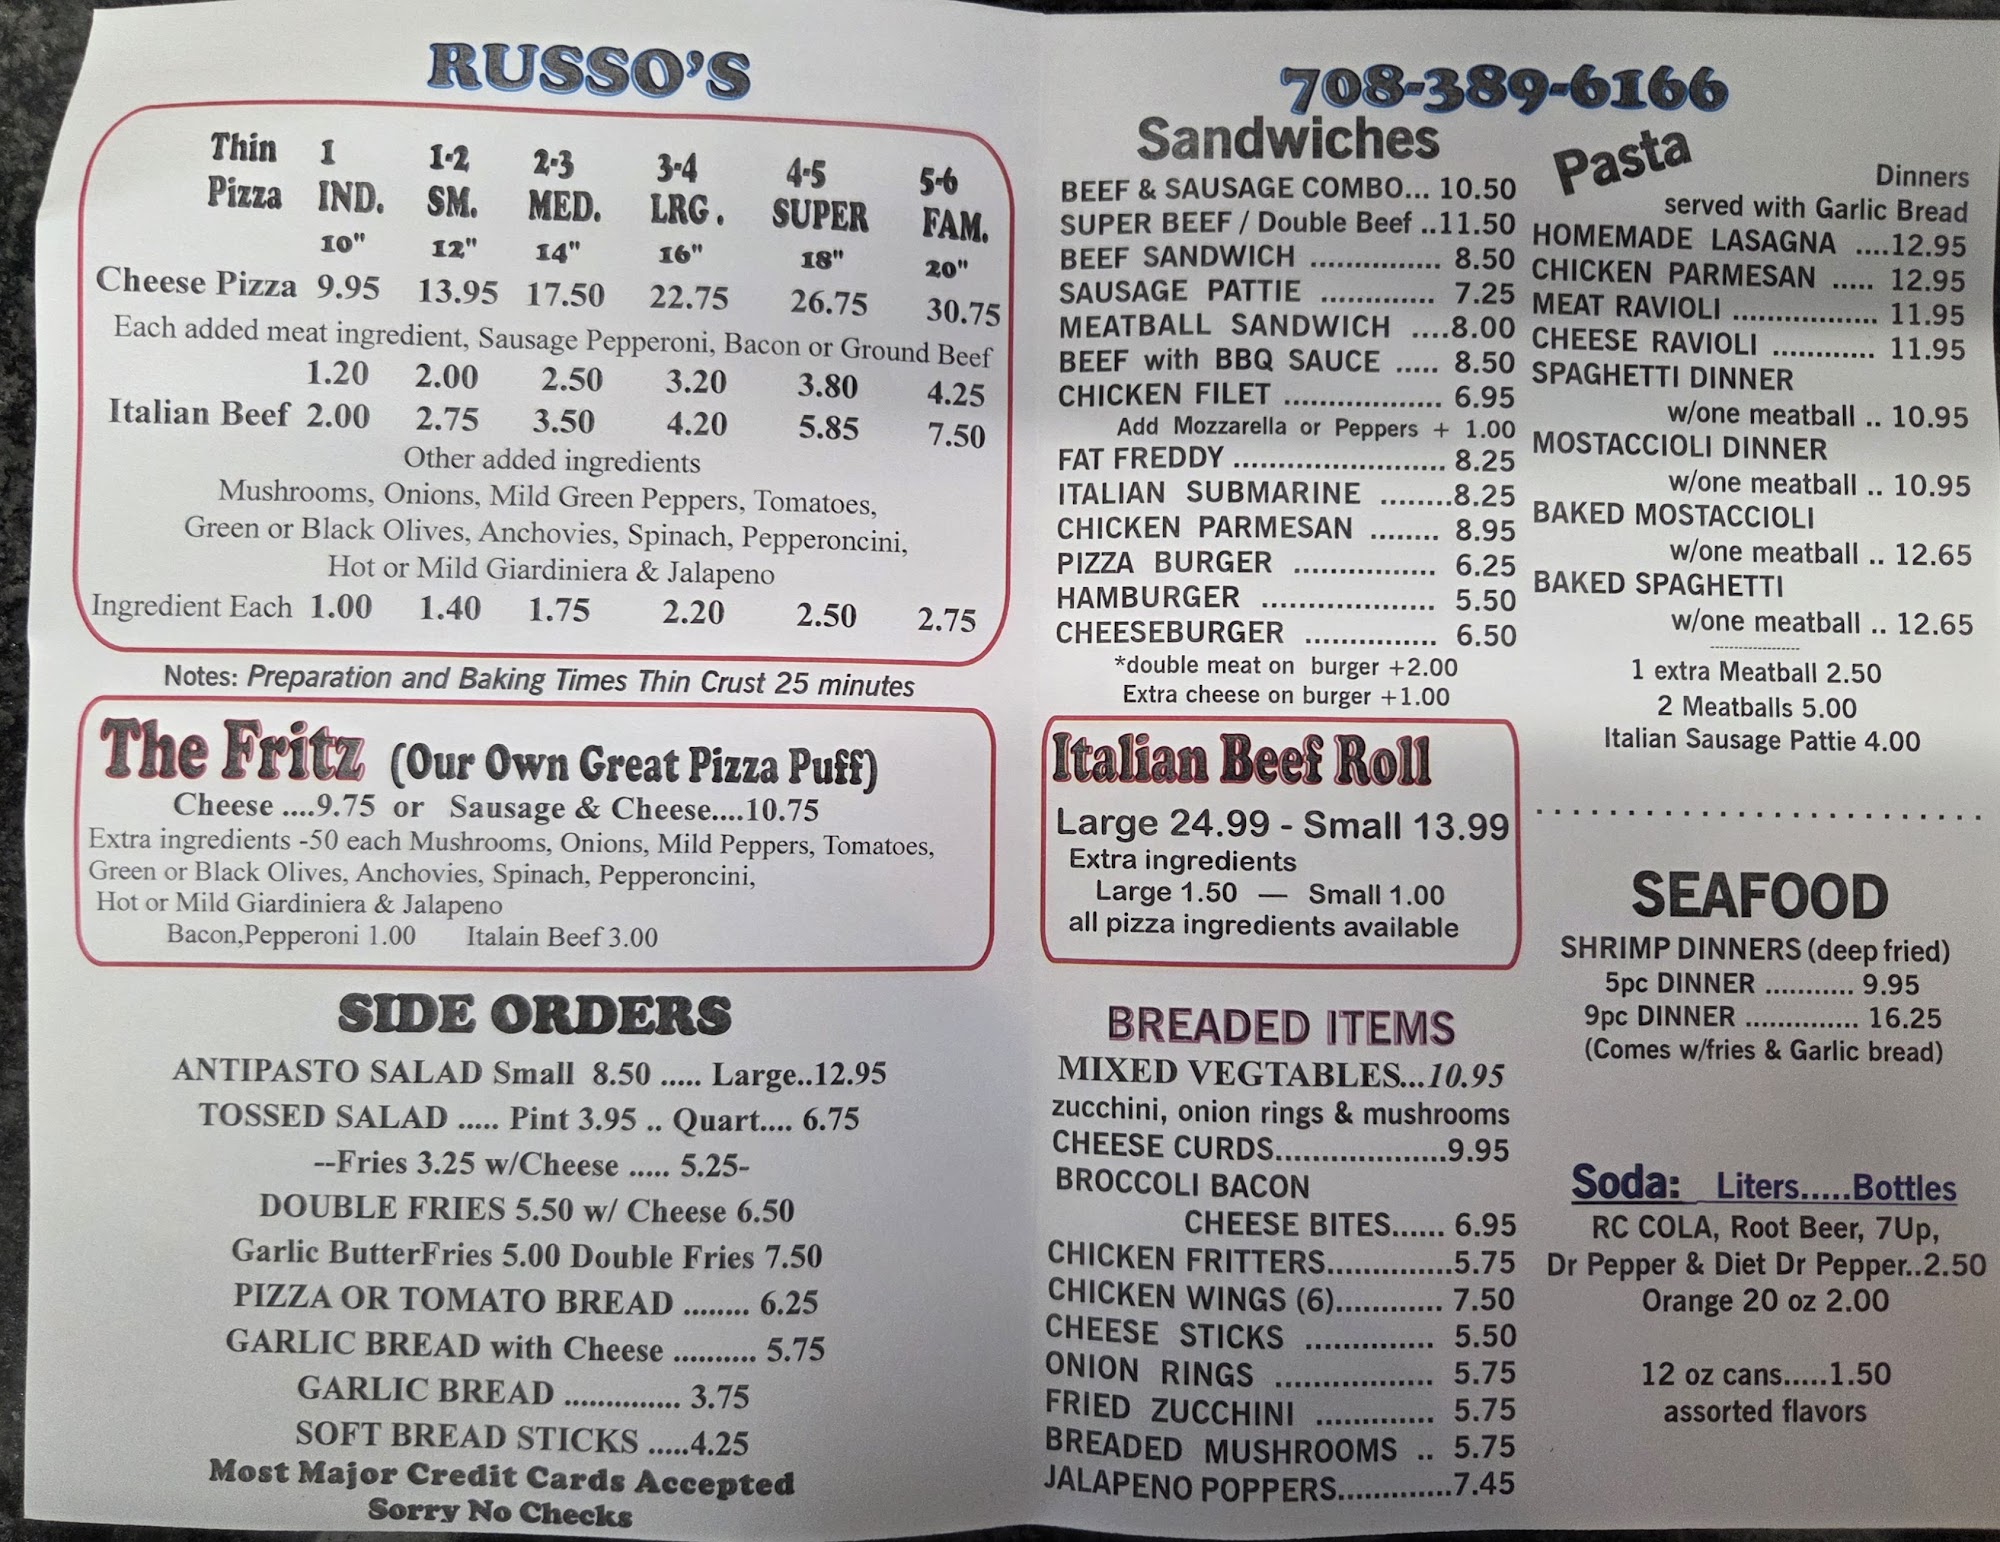 RUSSO'S
Thin 1 1-2 2-3 3-4 4-5 5-6
Pizza IND. SM. MED. LRG. SUPER FAM.
10" 12" 14" 16" 18" 20"
Cheese Pizza 9.95 13.95 17.50 22.75 26.75 30.75
Each added meat ingredient, Sausage Pepperoni, Bacon or Ground Beef
1.20 2.00 2.50 3.20 3.80 4.25
Italian Beef 2.00 2.75 3.50 4.20 5.85 7.50
Other added ingredients
Mushrooms, Onions, Mild Green Peppers, Tomatoes,
Green or Black Olives, Anchovies, Spinach, Pepperoncini,
Hot or Mild Giardiniera & Jalapeno
Ingredient Each 1.00 1.40 1.75 2.20 2.50 2.75
Notes: Preparation and Baking Times Thin Crust 25 minutes
The Fritz (Our Own Great Pizza Puff)
Cheese ....9.75 or Sausage & Cheese....10.75
Extra ingredients -50 each Mushrooms, Onions, Mild Peppers, Tomatoes,
Green or Black Olives, Anchovies, Spinach, Pepperoncini,
Hot or Mild Giardiniera & Jalapeno
Bacon,Pepperoni 1.00 Italain Beef 3.00
SIDE ORDERS
ANTIPASTO SALAD Small 8.50 ..... Large..12.95
TOSSED SALAD ..... Pint 3.95 .. Quart.... 6.75
--Fries 3.25 w/Cheese ..... 5.25-
DOUBLE FRIES 5.50 w/ Cheese 6.50
Garlic ButterFries 5.00 Double Fries 7.50
PIZZA OR TOMATO BREAD ........ 6.25
GARLIC BREAD with Cheese .......... 5.75
GARLIC BREAD .............. 3.75
SOFT BREAD STICKS .....4.25
Most Major Credit Cards Accepted
Sorry No Checks
708-389-6166
Sandwiches
BEEF & SAUSAGE COMBO... 10.50
SUPER BEEF / Double Beef ..11.50
BEEF SANDWICH ............... 8.50
SAUSAGE PATTIE ............. 7.25
MEATBALL SANDWICH ....8.00
BEEF with BBQ SAUCE ..... 8.50
CHICKEN FILET .................. 6.95
Add Mozzarella or Peppers + 1.00
FAT FREDDY ........................ 8.25
ITALIAN SUBMARINE ........8.25
CHICKEN PARMESAN ........ 8.95
PIZZA BURGER ................ 6.25
HAMBURGER .................... 5.50
CHEESEBURGER ............... 6.50
*double meat on burger +2.00
Extra cheese on burger +1.00
Italian Beef Roll
Large 24.99 - Small 13.99
Extra ingredients
Large 1.50 — Small 1.00
all pizza ingredients available
BREADED ITEMS
MIXED VEGTABLES...10.95
zucchini, onion rings & mushrooms
CHEESE CURDS....................9.95
BROCCOLI BACON
CHEESE BITES...... 6.95
CHICKEN FRITTERS..............5.75
CHICKEN WINGS (6)............ 7.50
CHEESE STICKS .............. 5.50
ONION RINGS ................. 5.75
FRIED ZUCCHINI ............. 5.75
BREADED MUSHROOMS .. 5.75
JALAPENO POPPERS.............7.45
Pasta
Dinners
served with Garlic Bread
HOMEMADE LASAGNA ....12.95
CHICKEN PARMESAN ..... 12.95
MEAT RAVIOLI ................. 11.95
CHEESE RAVIOLI ............ 11.95
SPAGHETTI DINNER
w/one meatball .. 10.95
MOSTACCIOLI DINNER
w/one meatball .. 10.95
BAKED MOSTACCIOLI
w/one meatball .. 12.65
BAKED SPAGHETTI
w/one meatball .. 12.65
1 extra Meatball 2.50
2 Meatballs 5.00
Italian Sausage Pattie 4.00
SEAFOOD
SHRIMP DINNERS (deep fried)
5pc DINNER ........... 9.95
9pc DINNER .............. 16.25
(Comes w/fries & Garlic bread)
Soda: Liters.....Bottles
RC COLA, Root Beer, 7Up,
Dr Pepper & Diet Dr Pepper..2.50
Orange 20 oz 2.00
12 oz cans.....1.50
assorted flavors